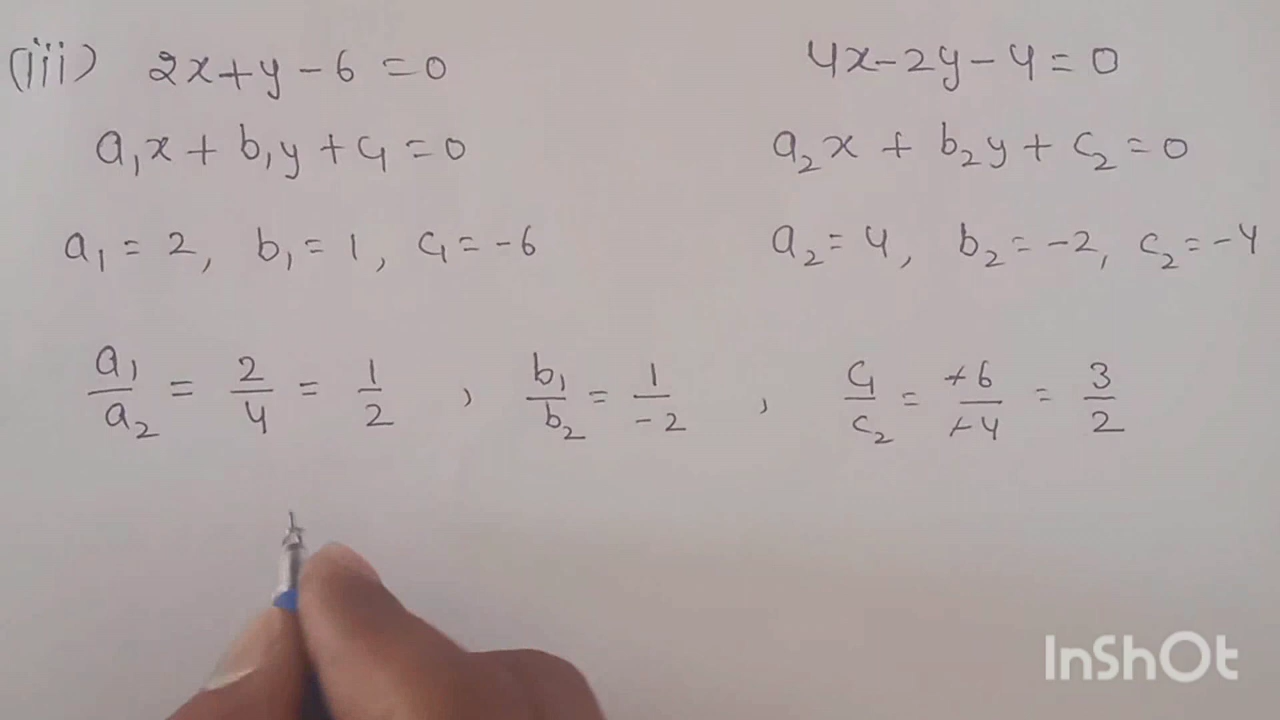 (iii) 2x+y-6=0 4x-2y-4=0
a₁x+b₁y+c₁=0 a₂x+b₂y+c₂=0
a₁=2, b₁=1, c₁=-6 a₂=4, b₂=-2, c₂=-4
a₁/a₂ = 2/4 = 1/2 , b₁/b₂ = 1/-2 , c₁/c₂ = -6/-4 = 3/2
InShOt